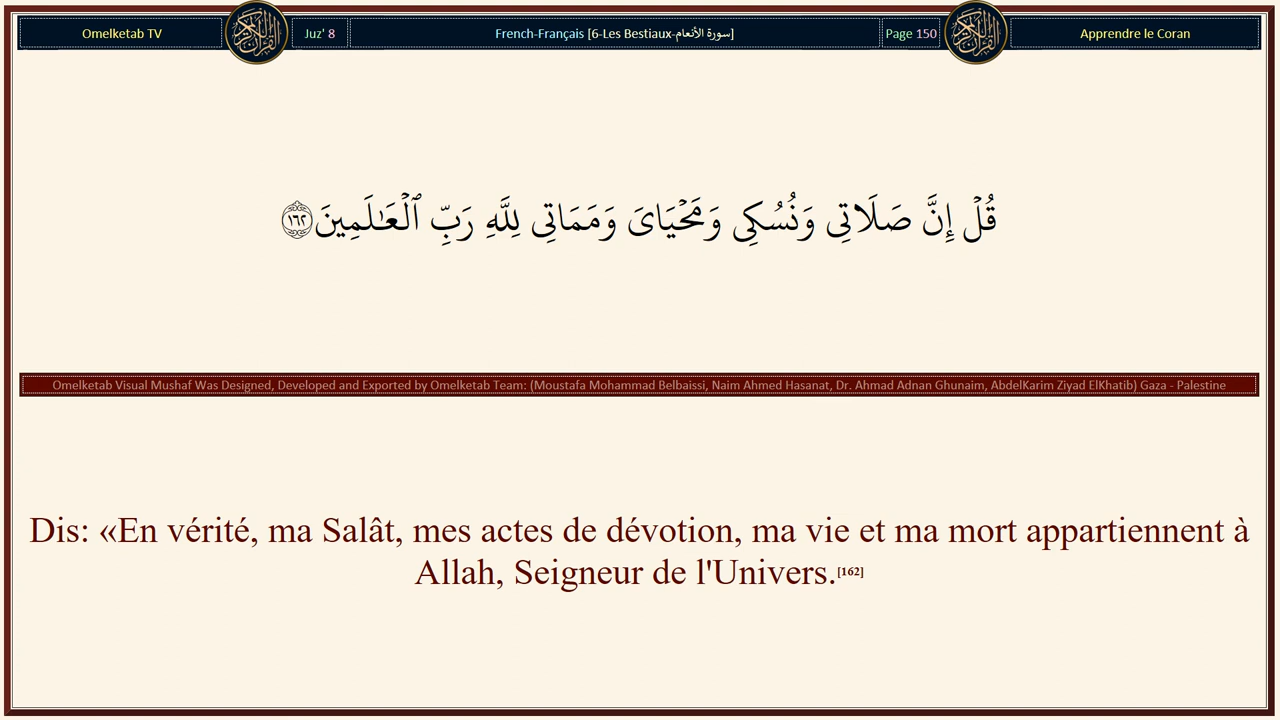 Omelketab TV
Juz' 8
French-Français [6-Les Bestiaux-سورة الأنعام]
Page 150
Apprendre le Coran
قُلۡ إِنَّ صَلَاتِي وَنُسُكِي وَمَحۡيَايَ وَمَمَاتِي لِلَّهِ رَبِّ ٱلۡعَٰلَمِينَ ١٦٢
Omelketab Visual Mushaf Was Designed, Developed and Exported by Omelketab Team: (Moustafa Mohammad Belbaissi, Naim Ahmed Hasanat, Dr. Ahmad Adnan Ghunaim, AbdelKarim Ziyad ElKhatib) Gaza - Palestine
Dis: «En vérité, ma Salât, mes actes de dévotion, ma vie et ma mort appartiennent à
Allah, Seigneur de l'Univers.[162]